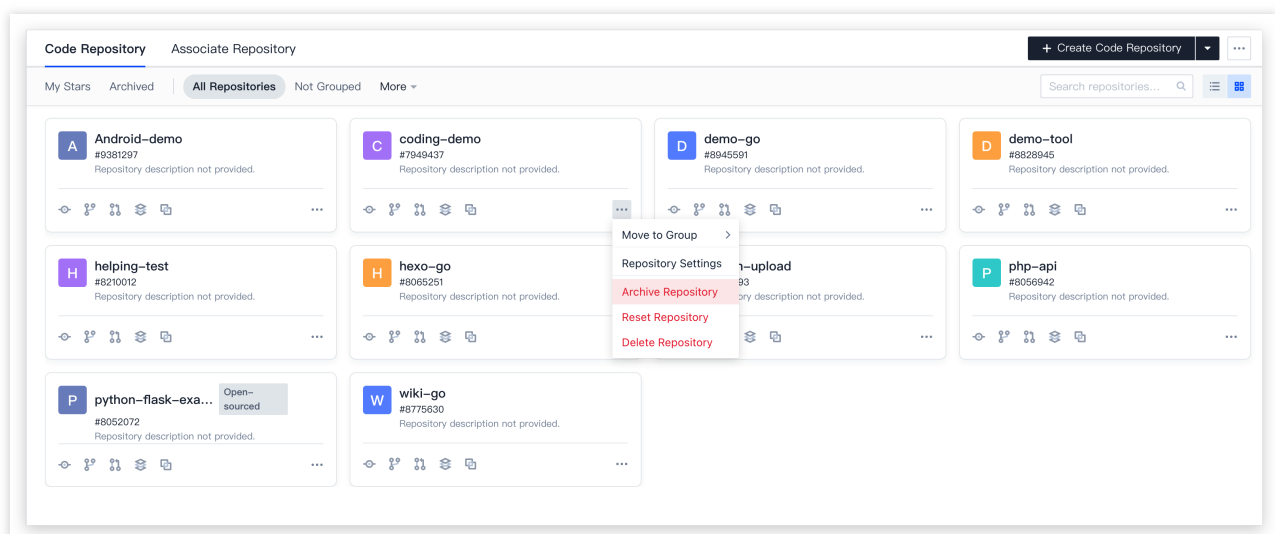 Code Repository Associate Repository + Create Code Repository
My Stars Archived All Repositories Not Grouped More Search repositories...
A Android-demo
#9381297
Repository description not provided.
C coding-demo
#7949437
Repository description not provided.
D demo-go
#8945591
Repository description not provided.
D demo-tool
#8828945
Repository description not provided.
Move to Group
Repository Settings
Archive Repository
Reset Repository
Delete Repository
H helping-test
#8210012
Repository description not provided.
H hexo-go
#8065251
Repository description not provided.
-upload
93
description not provided.
P php-api
#8056942
Repository description not provided.
P python-flask-exa... Open-
sourced
#8052072
Repository description not provided.
W wiki-go
#8775630
Repository description not provided.